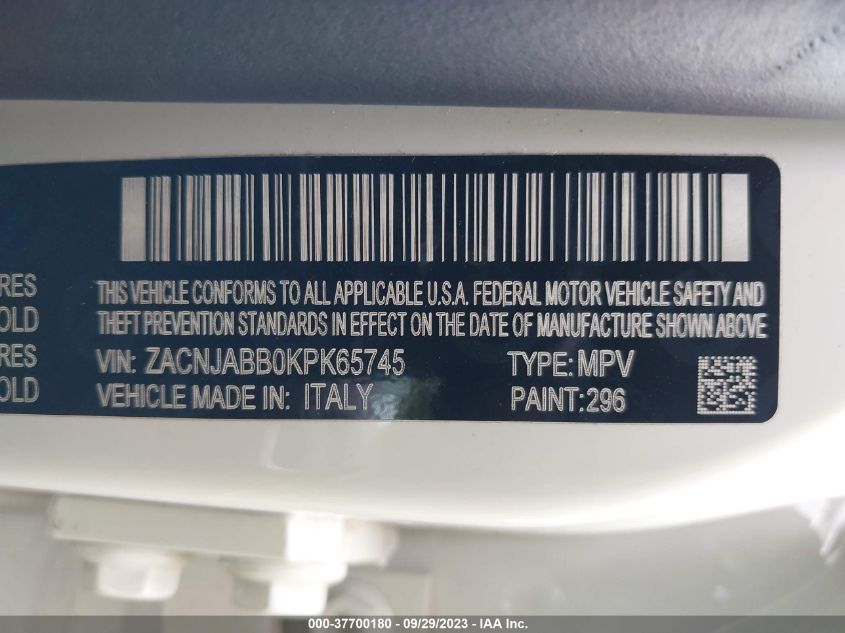 RES
OLD
RES
OLD
THIS VEHICLE CONFORMS TO ALL APPLICABLE U.S.A. FEDERAL MOTOR VEHICLE SAFETY AND
THEFT PREVENTION STANDARDS IN EFFECT ON THE DATE OF MANUFACTURE SHOWN ABOVE
VIN: ZACNJABB0KPK65745 TYPE: MPV
VEHICLE MADE IN: ITALY PAINT:296
000-37700180 - 09/29/2023 - IAA Inc.